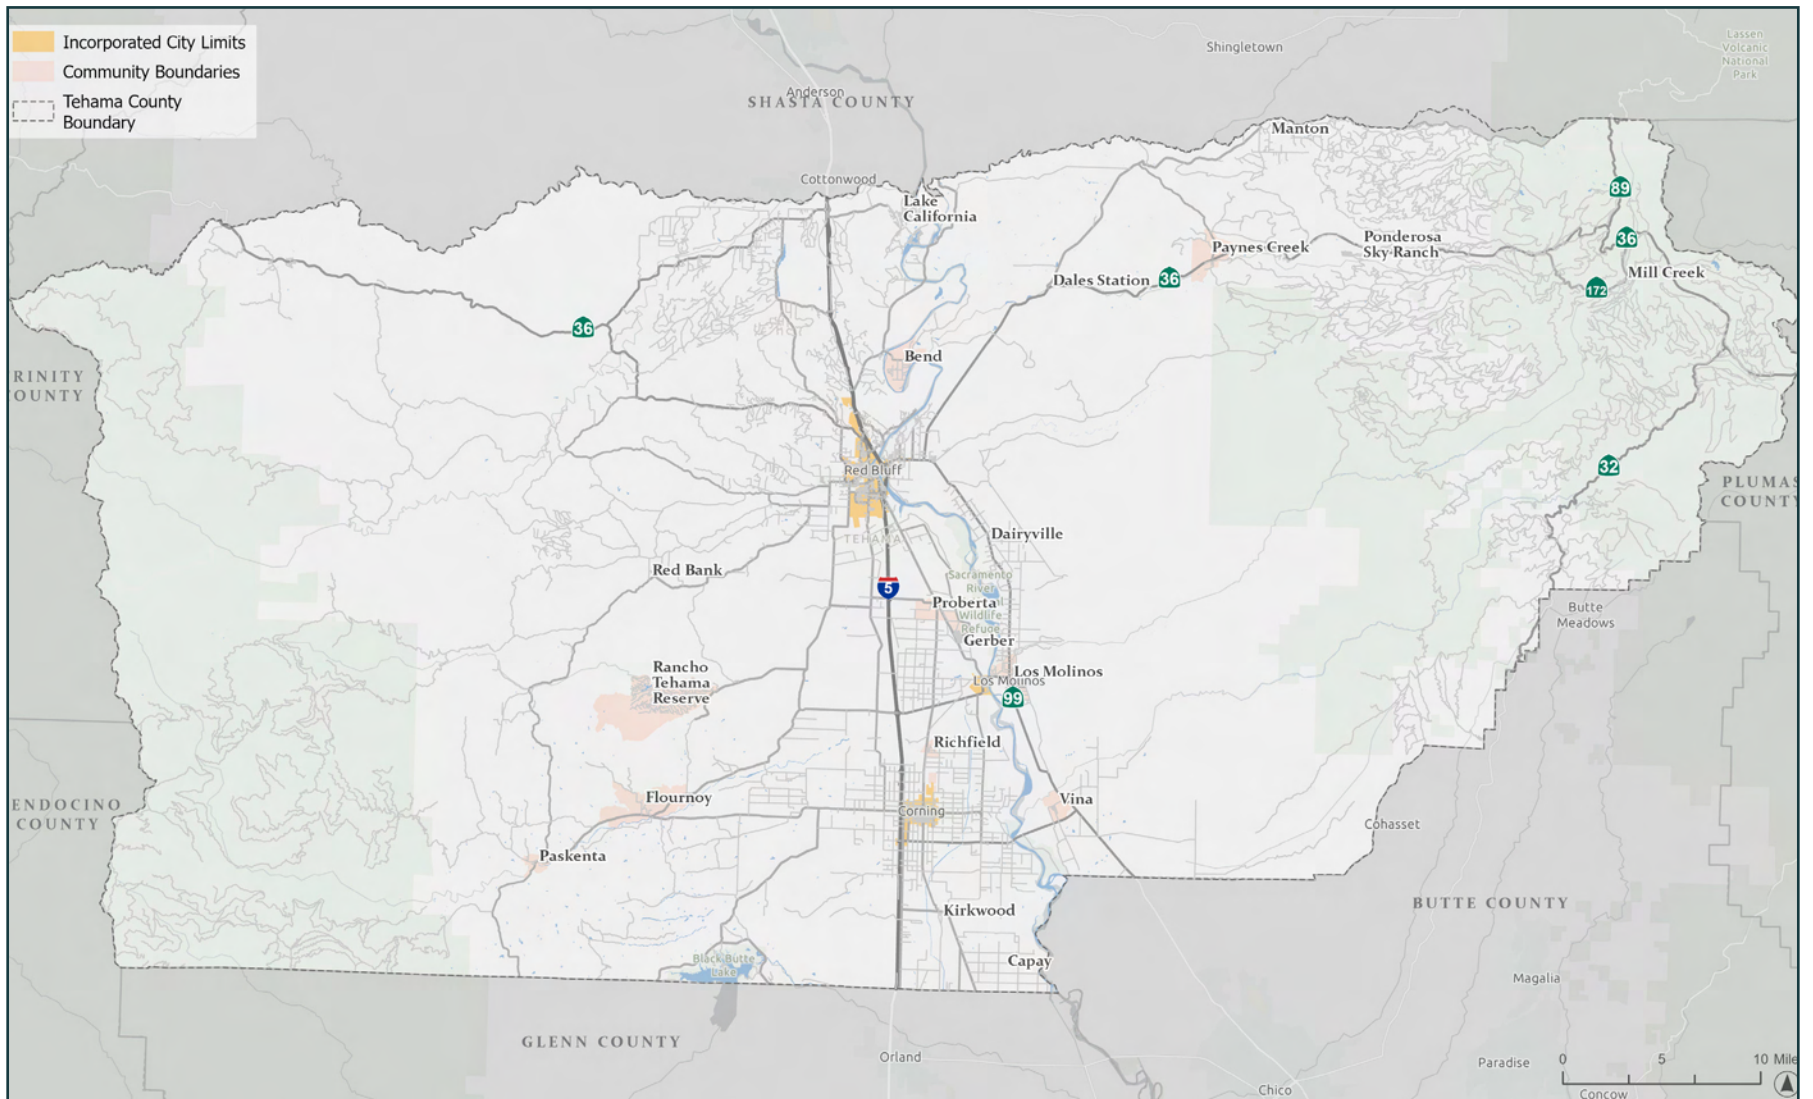 Incorporated City Limits
Community Boundaries
Tehama County
Boundary
Shingletown
Lassen
Volcanic
National
Park
Anderson
SHASTA COUNTY
Manton
Cottonwood
Lake
California
89
36
Paynes Creek
Ponderosa
Sky Ranch
Mill Creek
Dales Station
36
172
36
Bend
RINITY
OUNTY
Red Bluff
32
PLUMAS
COUNTY
Dairyville
TEHAMA
Red Bank
5
Sacramento
River
Proberta
Wildlife
Refuge
Gerber
Butte
Meadows
Rancho
Tehama
Reserve
Los Molinos
Los Molinos
99
Richfield
Flournoy
Vina
ENDOCINO
COUNTY
Corning
Cohasset
Paskenta
Kirkwood
BUTTE COUNTY
Black Butte
Lake
Capay
Magalia
GLENN COUNTY
Orland
Paradise
0 5 10 Mile
Chico
Concow